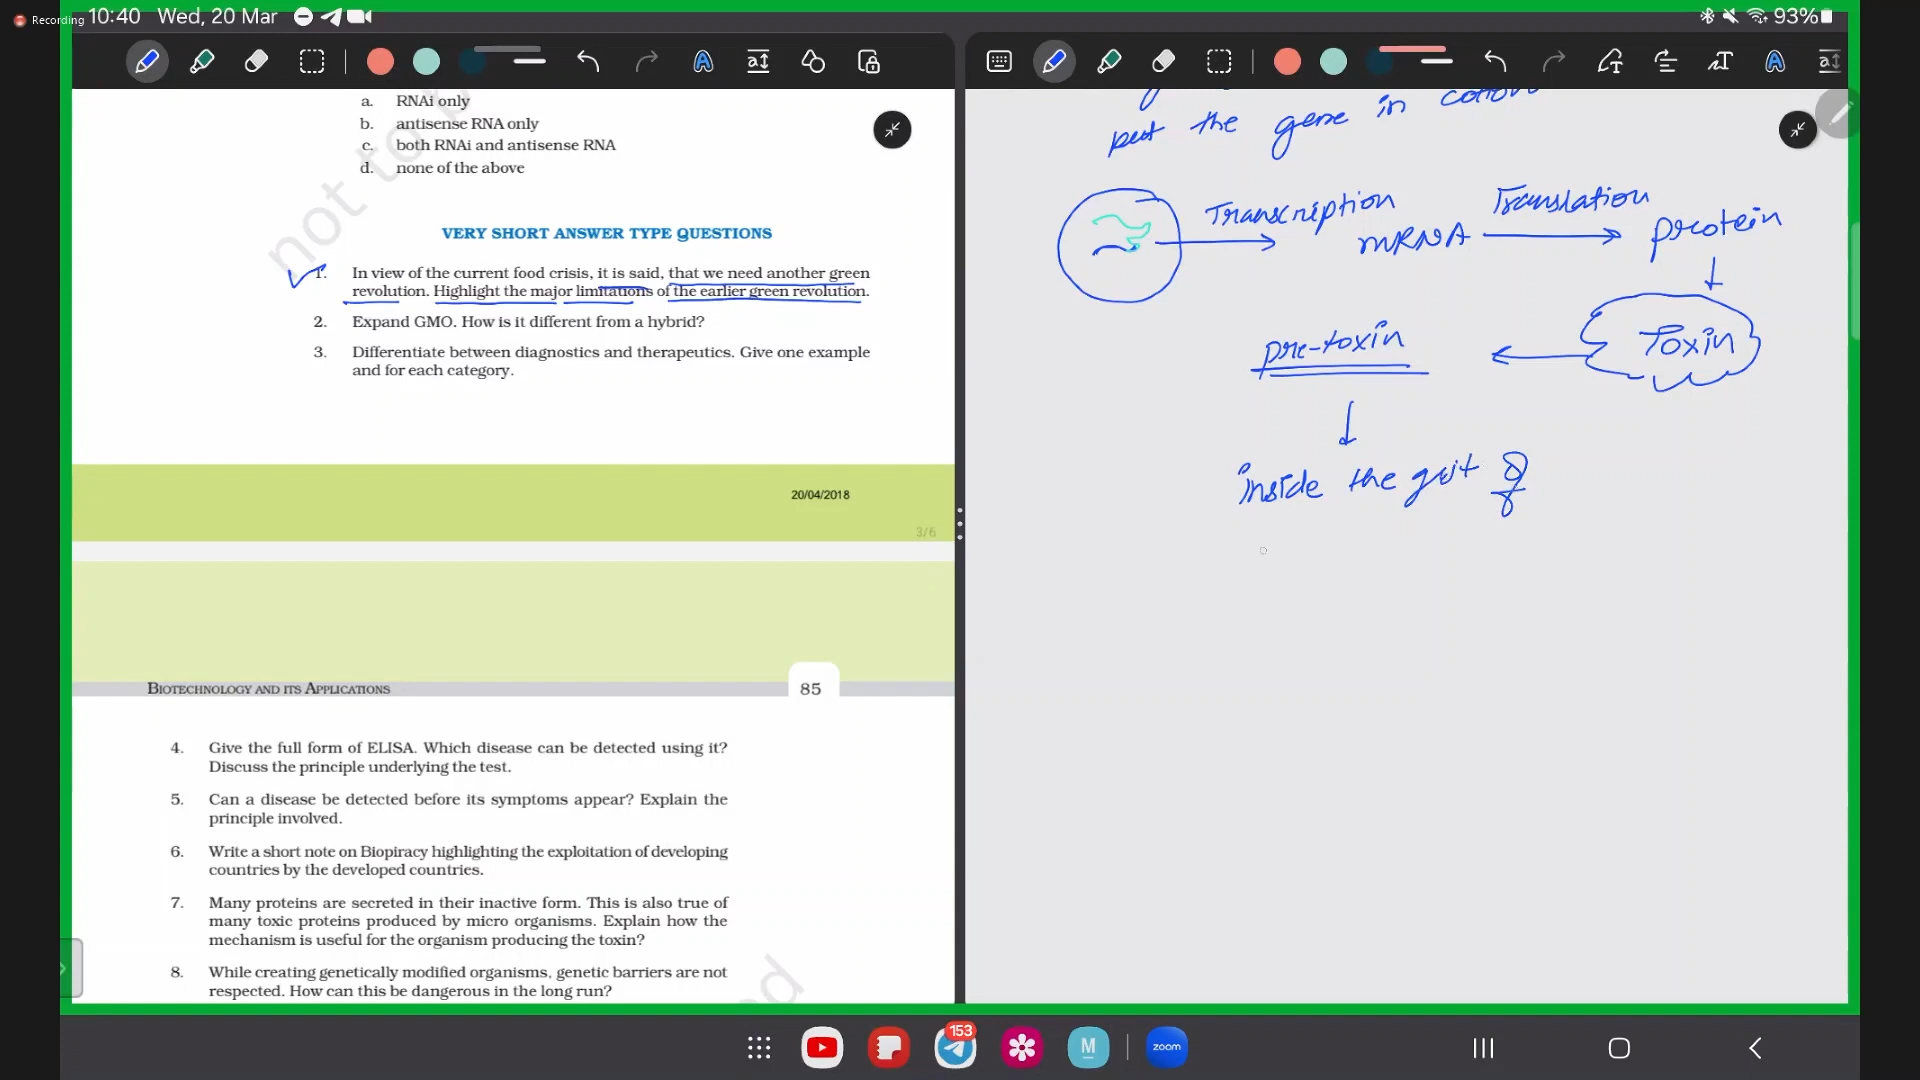 Recording
10:40 Wed, 20 Mar
93%
a. RNAi only
b. antisense RNA only
c. both RNAi and antisense RNA
d. none of the above
not to b
VERY SHORT ANSWER TYPE QUESTIONS
1. In view of the current food crisis, it is said, that we need another green
revolution. Highlight the major limitations of the earlier green revolution.
2. Expand GMO. How is it different from a hybrid?
3. Differentiate between diagnostics and therapeutics. Give one example
and for each category.
20/04/2018
3/6
BIOTECHNOLOGY AND ITS APPLICATIONS
85
4. Give the full form of ELISA. Which disease can be detected using it?
Discuss the principle underlying the test.
5. Can a disease be detected before its symptoms appear? Explain the
principle involved.
6. Write a short note on Biopiracy highlighting the exploitation of developing
countries by the developed countries.
7. Many proteins are secreted in their inactive form. This is also true of
many toxic proteins produced by micro organisms. Explain how the
mechanism is useful for the organism producing the toxin?
8. While creating genetically modified organisms, genetic barriers are not
respected. How can this be dangerous in the long run?
put the gene in cotton
Transcription
mRNA
Translation
protein
Toxin
pre-toxin
inside the gut
153
M
zoom